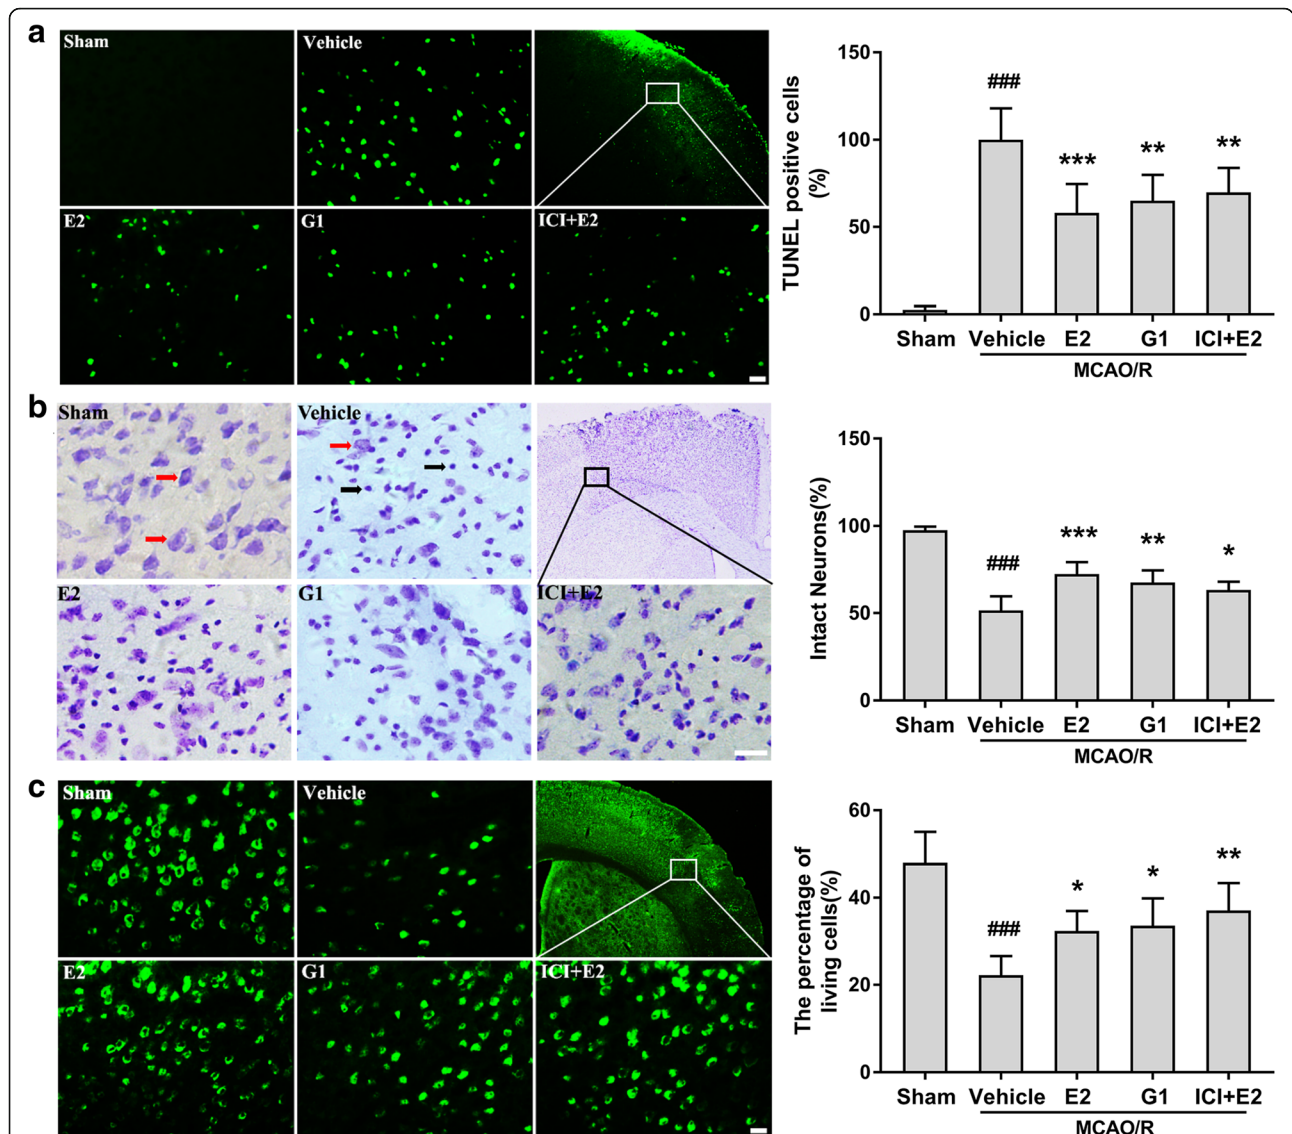 a
Sham
Vehicle
E2
G1
ICI+E2
TUNEL positive cells
(%)
150
100
50
0
###
***
**
**
Sham Vehicle E2 G1 ICI+E2
MCAO/R
b
Sham
Vehicle
E2
G1
ICI+E2
Intact Neurons(%)
150
100
50
0
###
***
**
*
Sham Vehicle E2 G1 ICI+E2
MCAO/R
c
Sham
Vehicle
E2
G1
ICI+E2
The percentage of
living cells(%)
60
40
20
0
###
*
*
**
Sham Vehicle E2 G1 ICI+E2
MCAO/R